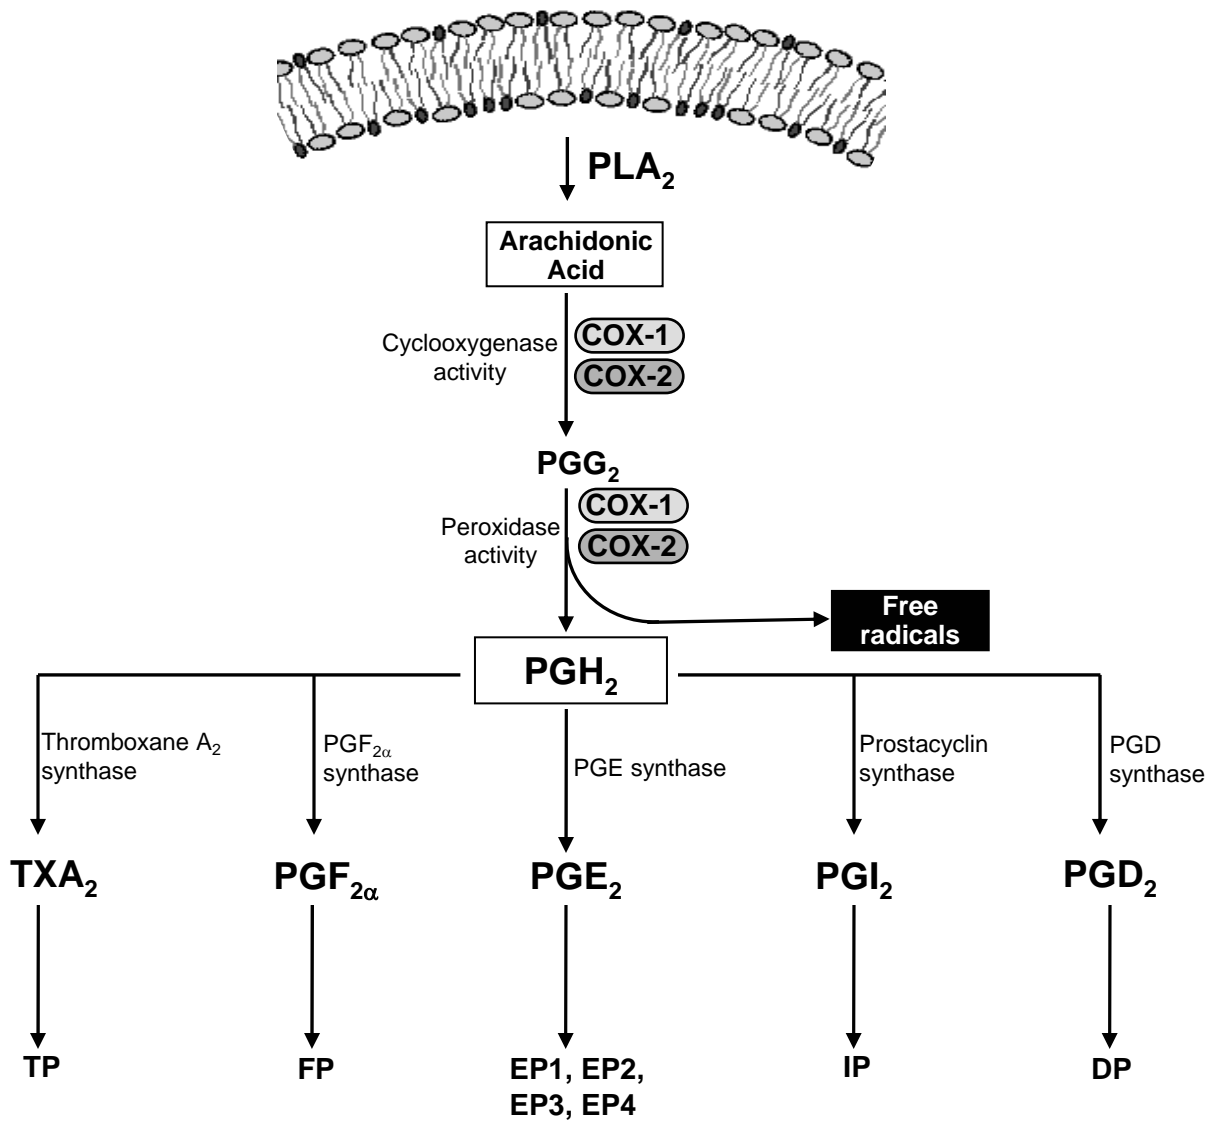 PLA₂
Arachidonic
Acid
Cyclooxygenase
activity
COX-1
COX-2
PGG₂
Peroxidase
activity
COX-1
COX-2
Free
radicals
PGH₂
Thromboxane A₂
synthase
PGF₂α
synthase
PGE synthase
Prostacyclin
synthase
PGD
synthase
TXA₂
PGF₂α
PGE₂
PGI₂
PGD₂
TP
FP
EP1, EP2,
EP3, EP4
IP
DP